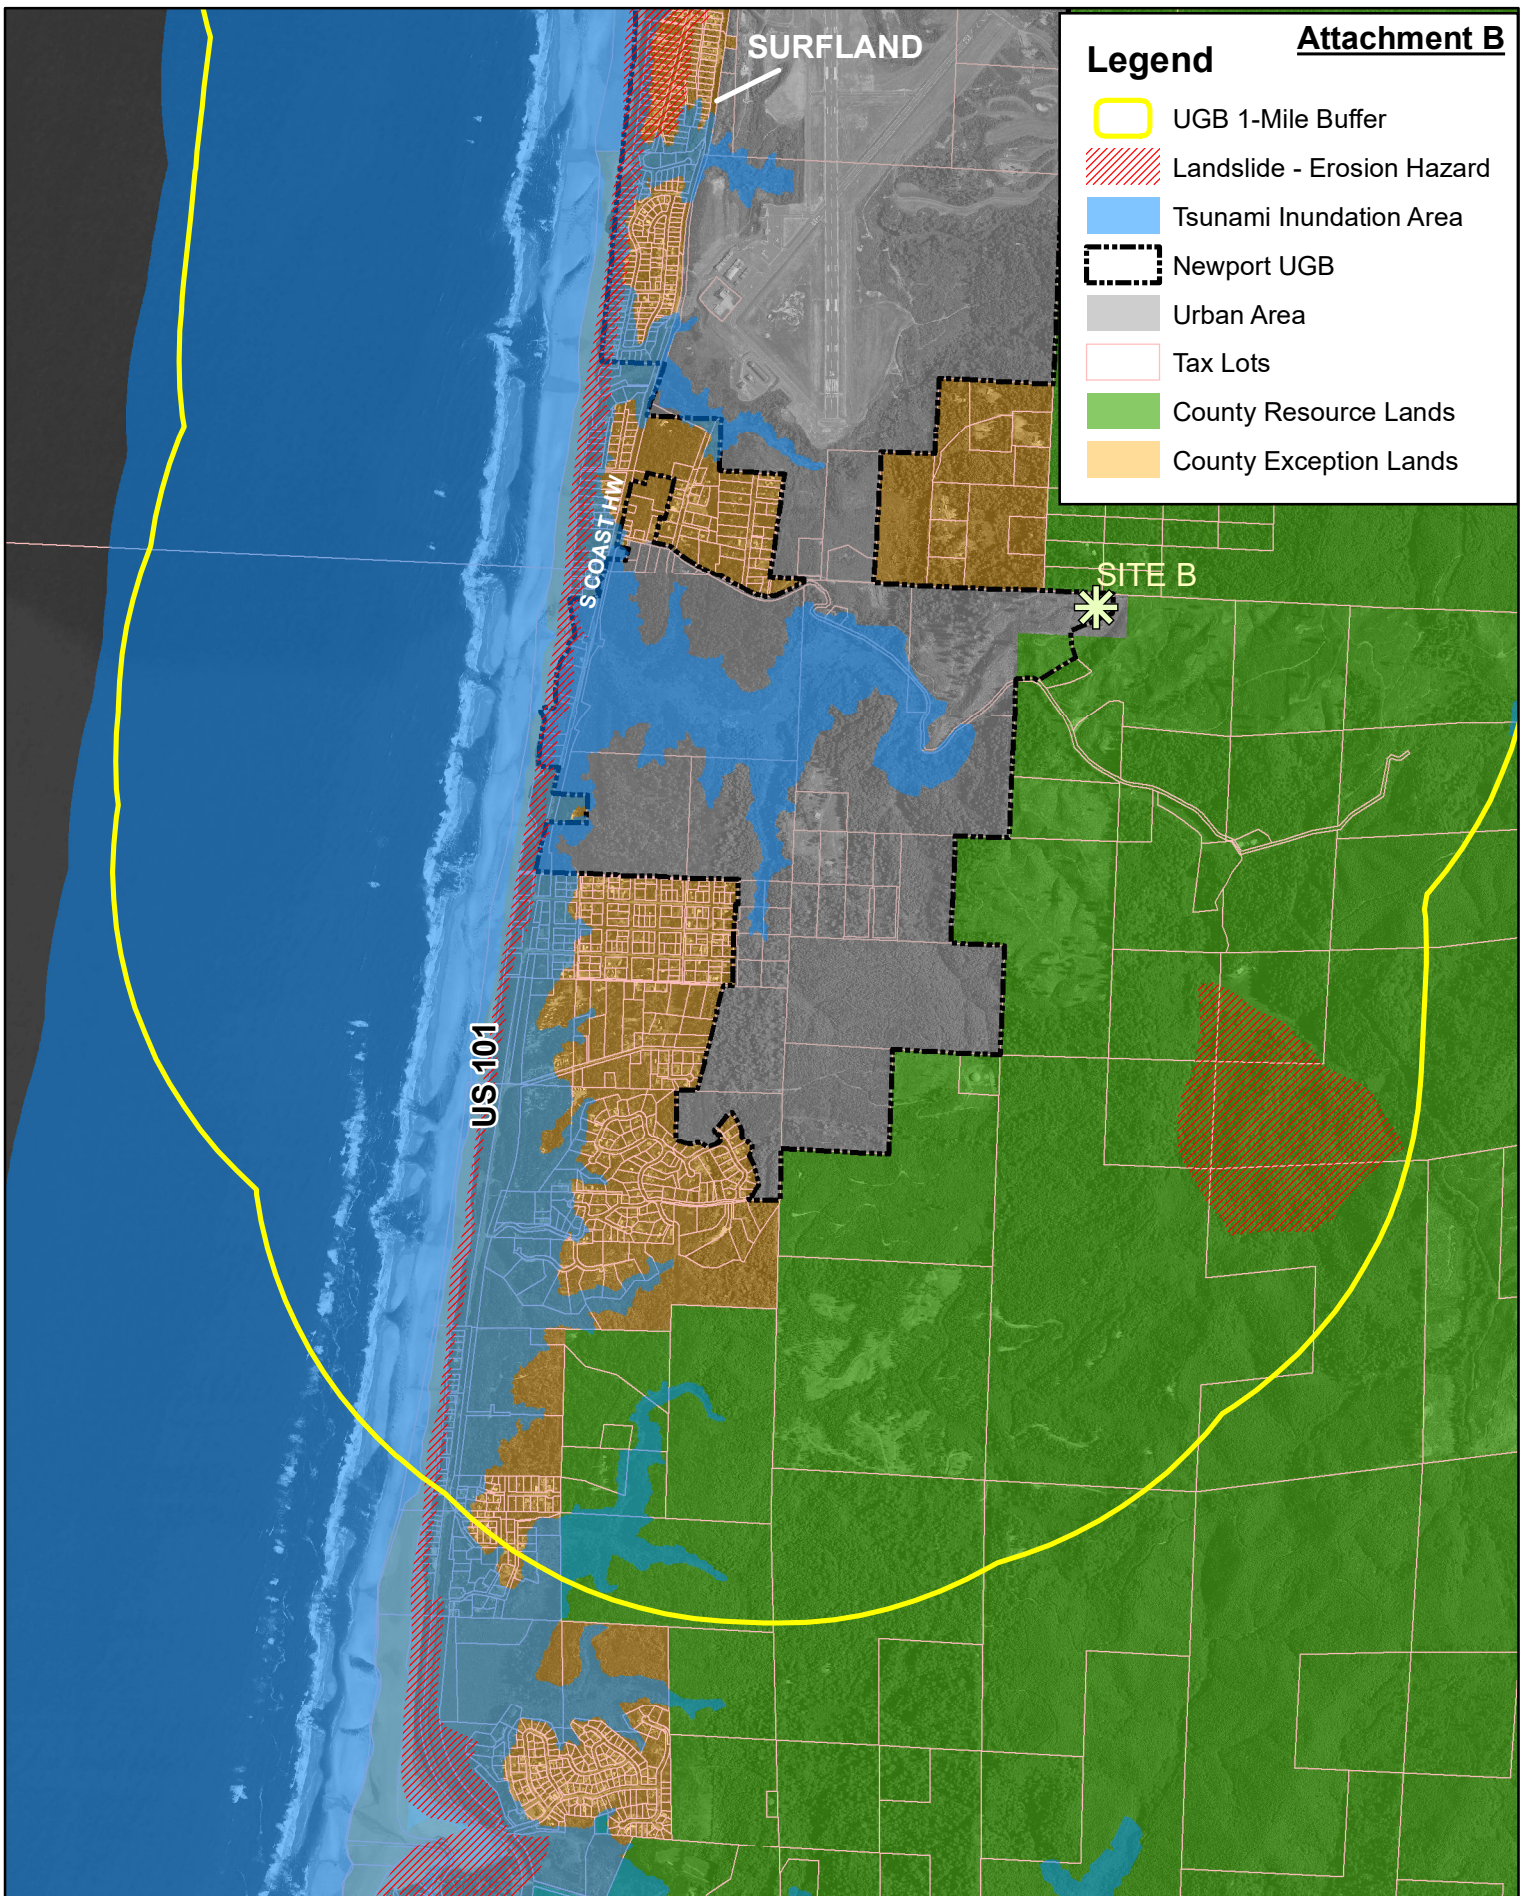 SURFLAND
Attachment B
Legend
UGB 1-Mile Buffer
Landslide - Erosion Hazard
Tsunami Inundation Area
Newport UGB
Urban Area
Tax Lots
County Resource Lands
County Exception Lands
S COAST HW
SITE B
US 101